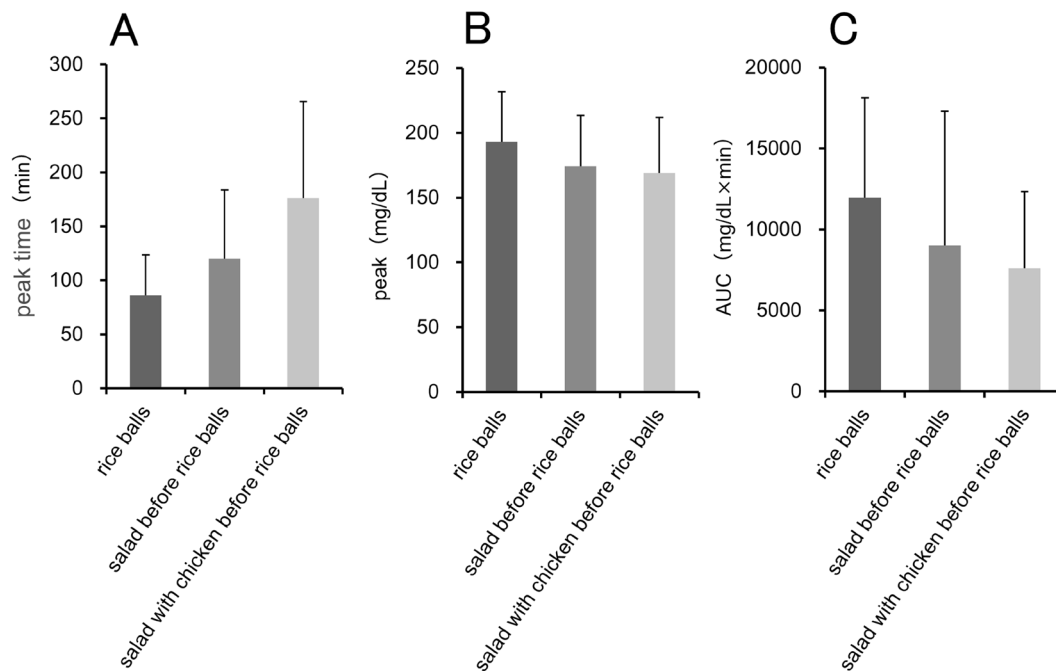 A
peak time (min)
300
250
200
150
100
50
0
rice balls
salad before rice balls
salad with chicken before rice balls
B
peak (mg/dL)
250
200
150
100
50
0
rice balls
salad before rice balls
salad with chicken before rice balls
C
AUC (mg/dL×min)
20000
15000
10000
5000
0
rice balls
salad before rice balls
salad with chicken before rice balls